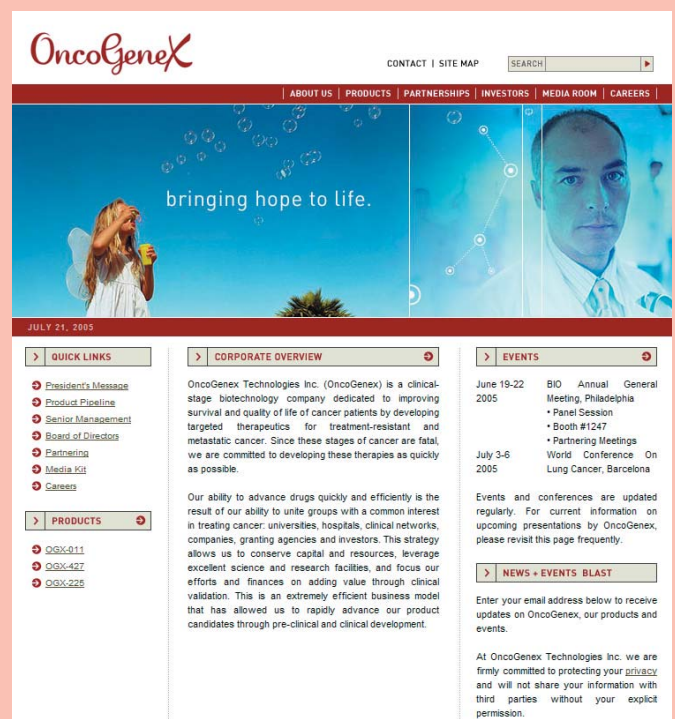 OncoGeneX
CONTACT | SITE MAP
SEARCH
| ABOUT US | PRODUCTS | PARTNERSHIPS | INVESTORS | MEDIA ROOM | CAREERS |
bringing hope to life.
JULY 21, 2005
QUICK LINKS
President's Message
Product Pipeline
Senior Management
Board of Directors
Partnering
Media Kit
Careers
PRODUCTS
OGX-011
OGX-427
OGX-225
CORPORATE OVERVIEW
OncoGenex Technologies Inc. (OncoGenex) is a clinical-
stage biotechnology company dedicated to improving
survival and quality of life of cancer patients by developing
targeted therapeutics for treatment-resistant and
metastatic cancer. Since these stages of cancer are fatal,
we are committed to developing these therapies as quickly
as possible.
Our ability to advance drugs quickly and efficiently is the
result of our ability to unite groups with a common interest
in treating cancer: universities, hospitals, clinical networks,
companies, granting agencies and investors. This strategy
allows us to conserve capital and resources, leverage
excellent science and research facilities, and focus our
efforts and finances on adding value through clinical
validation. This is an extremely efficient business model
that has allowed us to rapidly advance our product
candidates through pre-clinical and clinical development.
EVENTS
June 19-22 BIO Annual General
2005 Meeting, Philadelphia
• Panel Session
• Booth #1247
• Partnering Meetings
July 3-6 World Conference On
2005 Lung Cancer, Barcelona
Events and conferences are updated
regularly. For current information on
upcoming presentations by OncoGenex,
please revisit this page frequently.
NEWS + EVENTS BLAST
Enter your email address below to receive
updates on OncoGenex, our products and
events.
At OncoGenex Technologies Inc. we are
firmly committed to protecting your privacy
and will not share your information with
third parties without your explicit
permission.